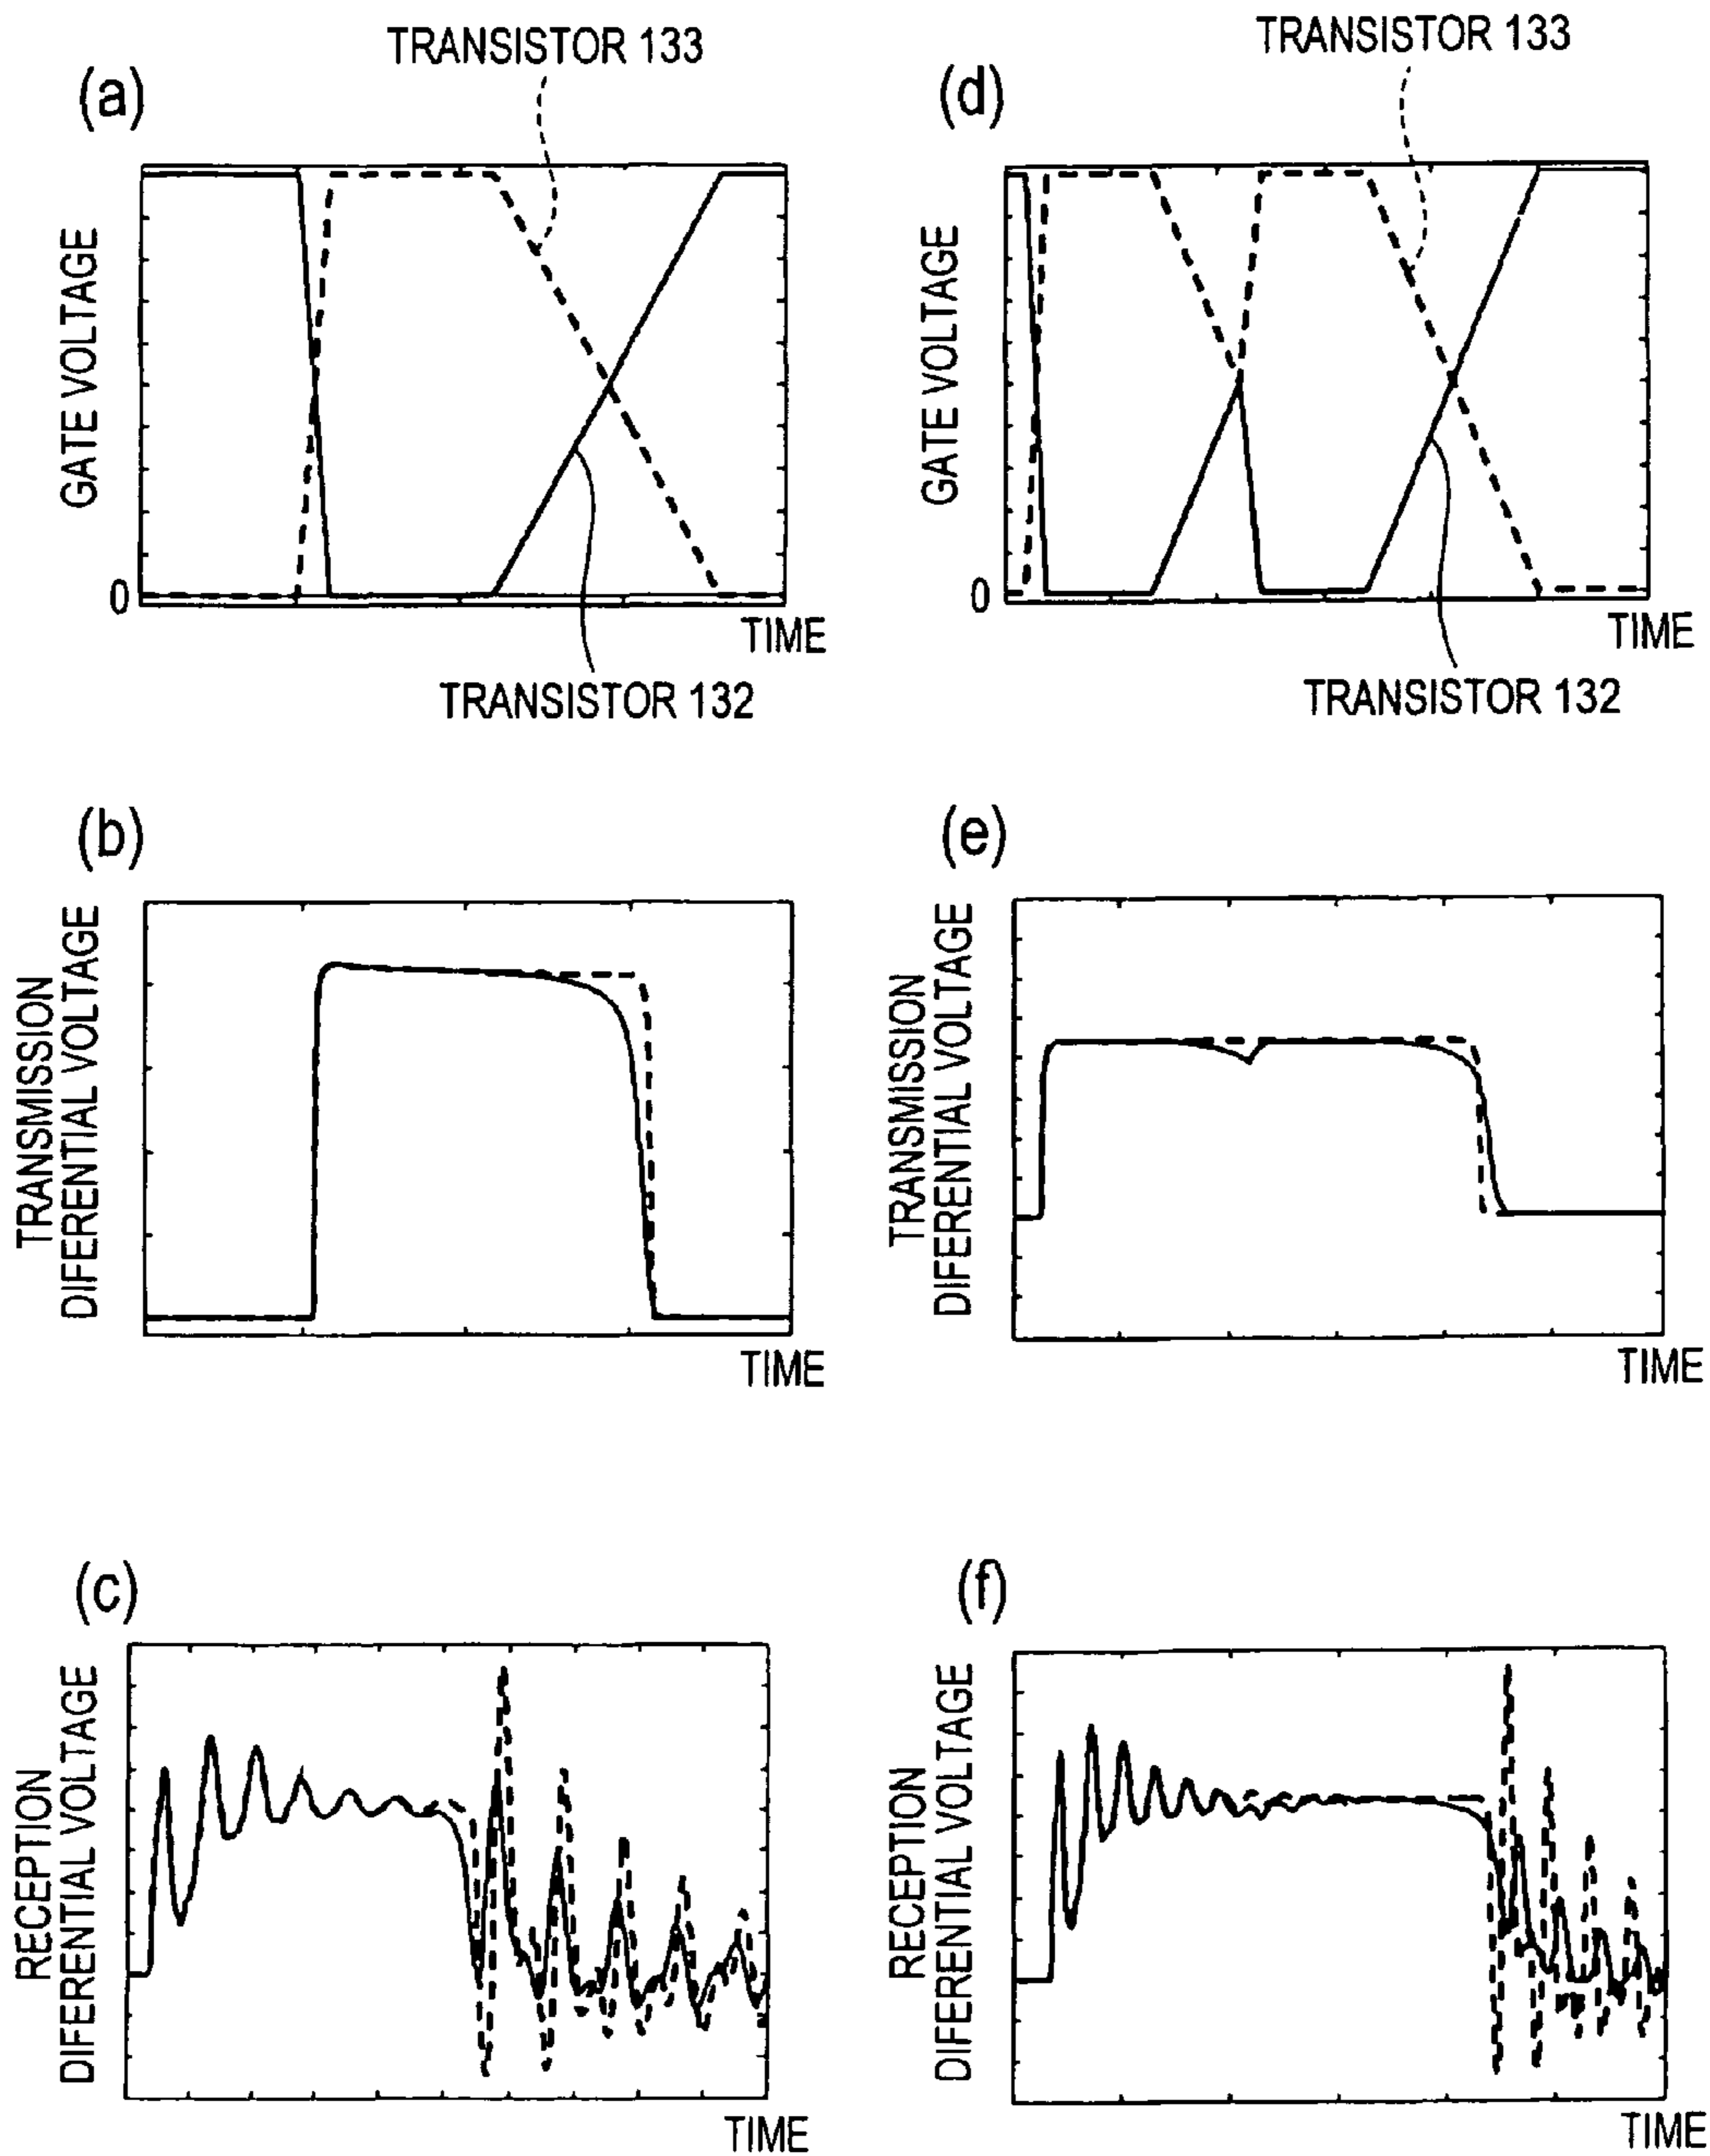 (a)
TRANSISTOR 133
GATE VOLTAGE
0
TIME
TRANSISTOR 132
(d)
TRANSISTOR 133
GATE VOLTAGE
0
TIME
TRANSISTOR 132
(b)
TRANSMISSION
DIFERENTIAL VOLTAGE
TIME
(e)
TRANSMISSION
DIFERENTIAL VOLTAGE
TIME
(c)
RECEPTION
DIFERENTIAL VOLTAGE
TIME
(f)
RECEPTION
DIFERENTIAL VOLTAGE
TIME